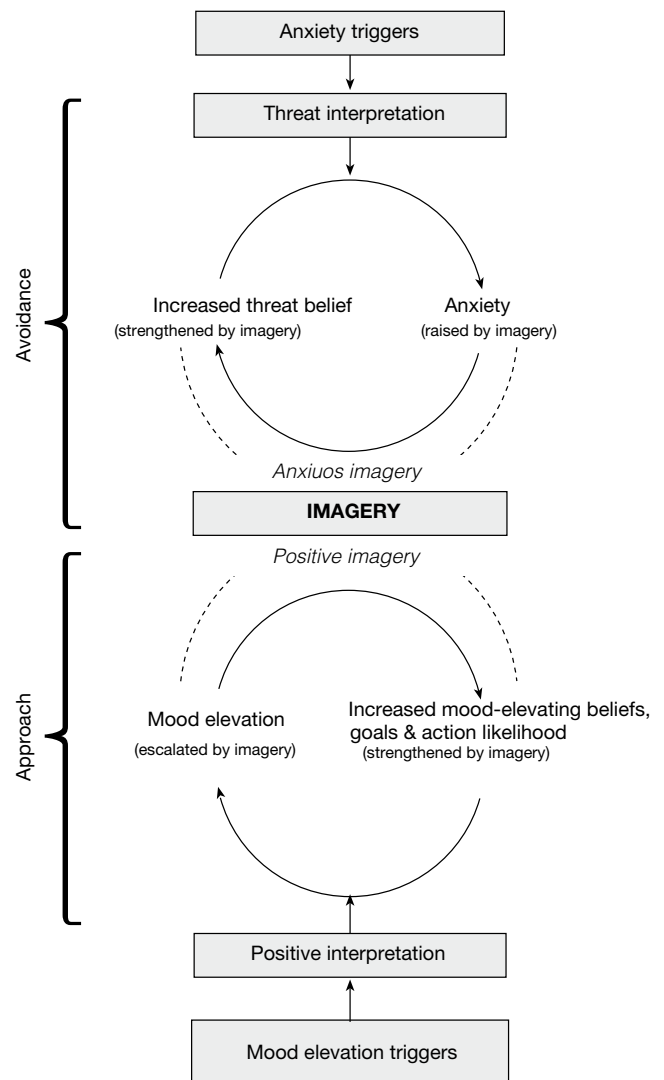 Anxiety triggers
Threat interpretation
Avoidance
Increased threat belief
(strengthened by imagery)
Anxiety
(raised by imagery)
Anxiuos imagery
IMAGERY
Positive imagery
Approach
Mood elevation
(escalated by imagery)
Increased mood-elevating beliefs,
goals & action likelihood
(strengthened by imagery)
Positive interpretation
Mood elevation triggers